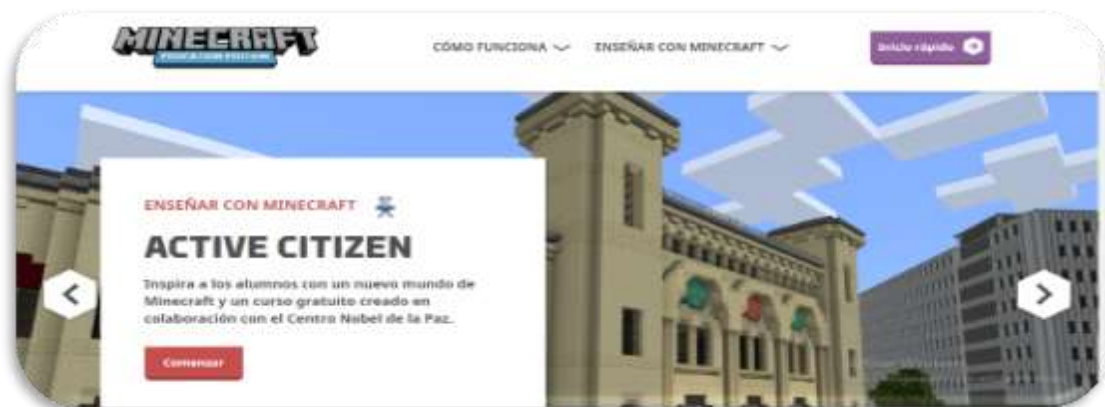 MINECRAFT
EDUCATION EDITION
CÓMO FUNCIONA
ENSEÑAR CON MINECRAFT
Inicio rápido
ENSEÑAR CON MINECRAFT
ACTIVE CITIZEN
Inspira a los alumnos con un nuevo mundo de
Minecraft y un curso gratuito creado en
colaboración con el Centro Nobel de la Paz.
Comenzar